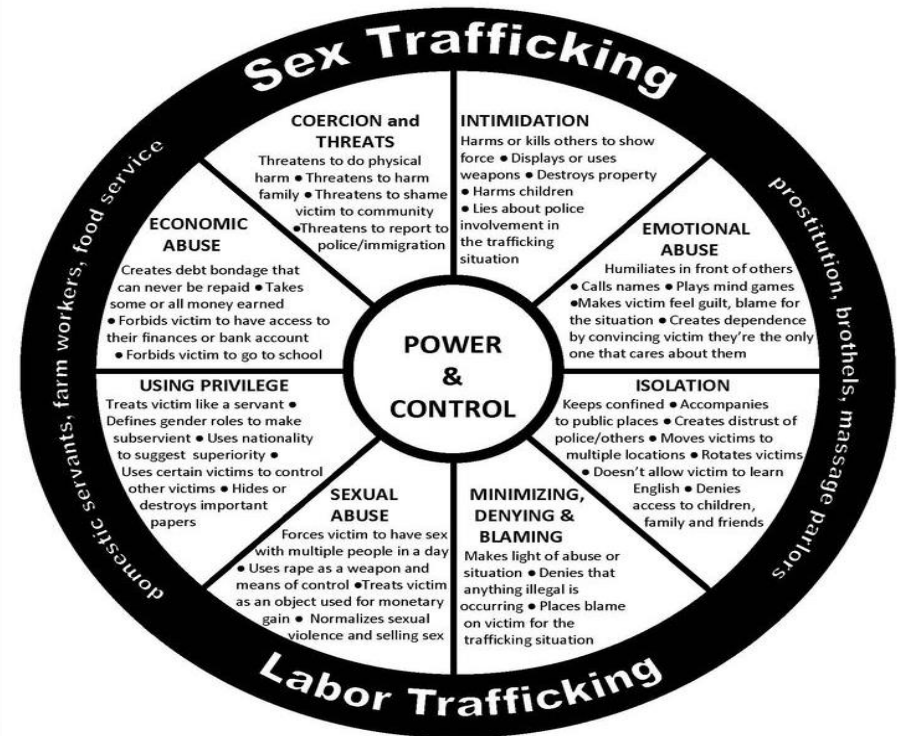 Sex Trafficking
COERCION and
THREATS
Threatens to do physical
harm ● Threatens to harm
family ● Threatens to shame
victim to community
●Threatens to report to
police/immigration
INTIMIDATION
Harms or kills others to show
force ● Displays or uses
weapons ● Destroys property
● Harms children
● Lies about police
involvement in
the trafficking
situation
EMOTIONAL
ABUSE
Humiliates in front of others
● Calls names ● Plays mind games
●Makes victim feel guilt, blame for
the situation ● Creates dependence
by convincing victim they're the only
one that cares about them
ISOLATION
Keeps confined ● Accompanies
to public places ● Creates distrust of
police/others ● Moves victims to
multiple locations ● Rotates victims
● Doesn't allow victim to learn
English ● Denies
access to children,
family and friends
MINIMIZING,
DENYING &
BLAMING
Makes light of abuse or
situation ● Denies that
anything illegal is
occurring ● Places blame
on victim for the
trafficking situation
SEXUAL
ABUSE
Forces victim to have sex
with multiple people in a day
● Uses rape as a weapon and
means of control ●Treats victim
as an object used for monetary
gain ● Normalizes sexual
violence and selling sex
USING PRIVILEGE
Treats victim like a servant ●
Defines gender roles to make
subservient ● Uses nationality
to suggest superiority ●
Uses certain victims to control
other victims ● Hides or
destroys important
papers
ECONOMIC
ABUSE
Creates debt bondage that
can never be repaid ● Takes
some or all money earned
● Forbids victim to have access to
their finances or bank account
● Forbids victim to go to school
POWER
&
CONTROL
prostitution, brothels, massage parlors
domestic servants, farm workers, food service
Labor Trafficking